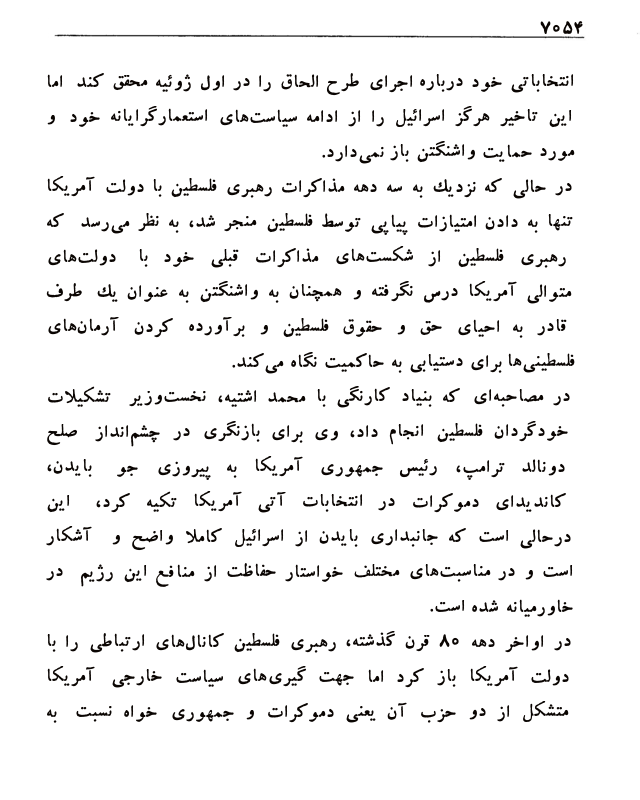 ۷۰۵۴
انتخاباتی خود درباره اجرای طرح الحاق را در اول ژوئیه محقق کند اما
این تاخیر هرگز اسرائیل را از ادامه سیاست‌های استعمارگرایانه خود و
مورد حمایت واشنگتن باز نمی‌دارد.
در حالی که نزدیك به سه دهه مذاکرات رهبری فلسطین با دولت آمریکا
تنها به دادن امتیازات پیاپی توسط فلسطین منجر شد، به نظر می‌رسد که
رهبری فلسطین از شکست‌های مذاکرات قبلی خود با دولت‌های
متوالی آمریکا درس نگرفته و همچنان به واشنگتن به عنوان یك طرف
قادر به احیای حق و حقوق فلسطین و برآورده کردن آرمان‌های
فلسطینی‌ها برای دستیابی به حاکمیت نگاه می‌کند.
در مصاحبه‌ای که بنیاد کارنگی با محمد اشتیه، نخست‌وزیر تشکیلات
خودگردان فلسطین انجام داد، وی برای بازنگری در چشم‌انداز صلح
دونالد ترامپ، رئیس جمهوری آمریکا به پیروزی جو بایدن،
کاندیدای دموکرات در انتخابات آتی آمریکا تکیه کرد، این
درحالی است که جانبداری بایدن از اسرائیل کاملا واضح و آشکار
است و در مناسبت‌های مختلف خواستار حفاظت از منافع این رژیم در
خاورمیانه شده است.
در اواخر دهه ۸۰ قرن گذشته، رهبری فلسطین کانال‌های ارتباطی را با
دولت آمریکا باز کرد اما جهت گیری‌های سیاست خارجی آمریکا
متشکل از دو حزب آن یعنی دموکرات و جمهوری خواه نسبت به